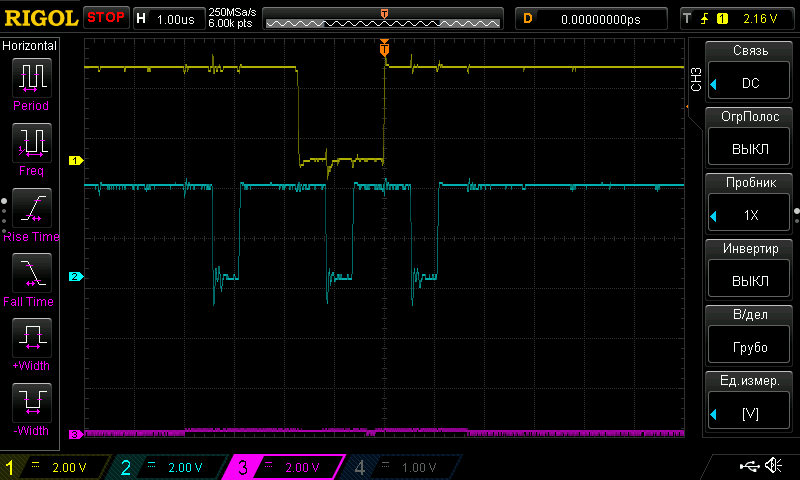 RIGOL STOP H 1.00us 250MSa/s 6.00k pts D 0.00000000ps T 1 2.16 V
T
Horizontal
Period
Freq
Rise Time
Fall Time
+Width
-Width
T
1
2
3
CH3
Связь
DC
ОгрПолос
ВЫКЛ
Пробник
1X
Инвертир
ВЫКЛ
В/дел
Грубо
Ед.измер.
[V]
1 2.00 V 2 2.00 V 3 2.00 V 4 1.00 V